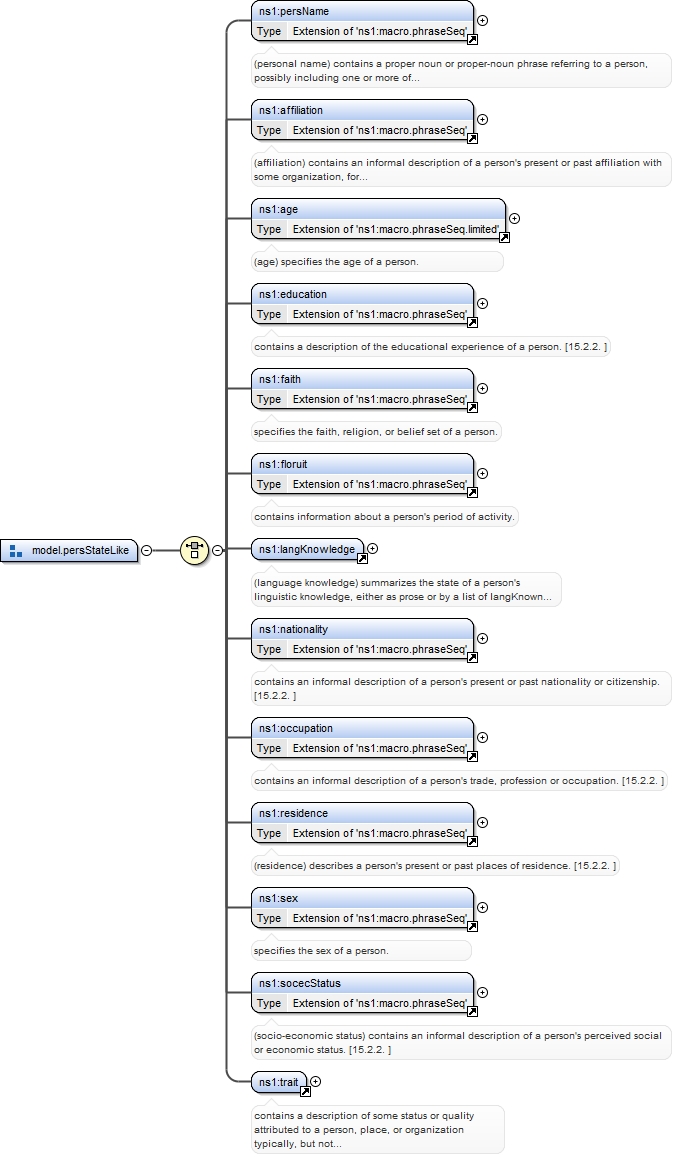 ns1:persName
Type Extension of 'ns1:macro.phraseSeq'
(personal name) contains a proper noun or proper-noun phrase referring to a person,
possibly including one or more of...
ns1:affiliation
Type Extension of 'ns1:macro.phraseSeq'
(affiliation) contains an informal description of a person's present or past affiliation with
some organization, for...
ns1:age
Type Extension of 'ns1:macro.phraseSeq.limited'
(age) specifies the age of a person.
ns1:education
Type Extension of 'ns1:macro.phraseSeq'
contains a description of the educational experience of a person. [15.2.2. ]
ns1:faith
Type Extension of 'ns1:macro.phraseSeq'
specifies the faith, religion, or belief set of a person.
ns1:floruit
Type Extension of 'ns1:macro.phraseSeq'
contains information about a person's period of activity.
model.persStateLike
ns1:langKnowledge
(language knowledge) summarizes the state of a person's
linguistic knowledge, either as prose or by a list of langKnown...
ns1:nationality
Type Extension of 'ns1:macro.phraseSeq'
contains an informal description of a person's present or past nationality or citizenship.
[15.2.2. ]
ns1:occupation
Type Extension of 'ns1:macro.phraseSeq'
contains an informal description of a person's trade, profession or occupation. [15.2.2. ]
ns1:residence
Type Extension of 'ns1:macro.phraseSeq'
(residence) describes a person's present or past places of residence. [15.2.2. ]
ns1:sex
Type Extension of 'ns1:macro.phraseSeq'
specifies the sex of a person.
ns1:socecStatus
Type Extension of 'ns1:macro.phraseSeq'
(socio-economic status) contains an informal description of a person's perceived social
or economic status. [15.2.2. ]
ns1:trait
contains a description of some status or quality
attributed to a person, place, or organization
typically, but not...